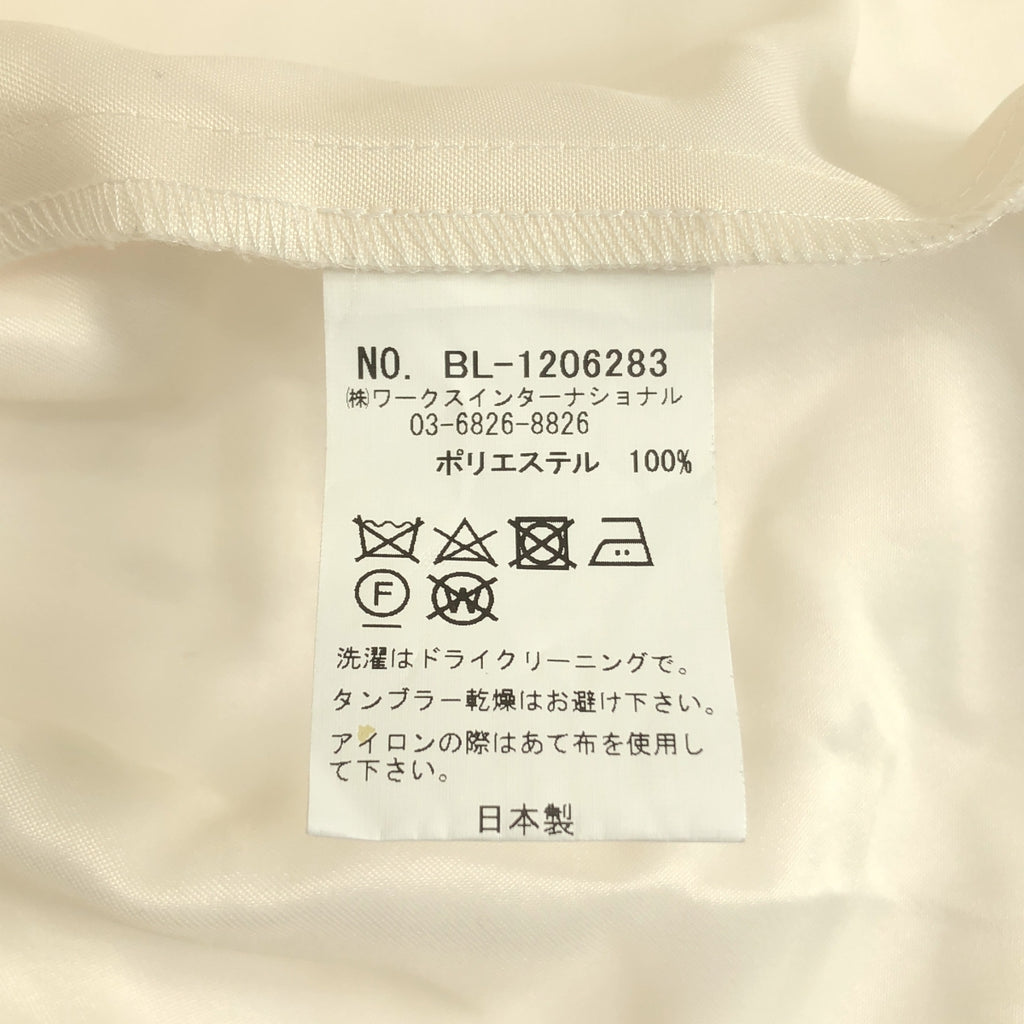 NO. BL-1206283
㈱ワークスインターナショナル
03-6826-8826
ポリエステル 100%
F W
洗濯はドライクリーニングで。
タンブラー乾燥はお避け下さい。
アイロンの際はあて布を使用し
て下さい。
日本製